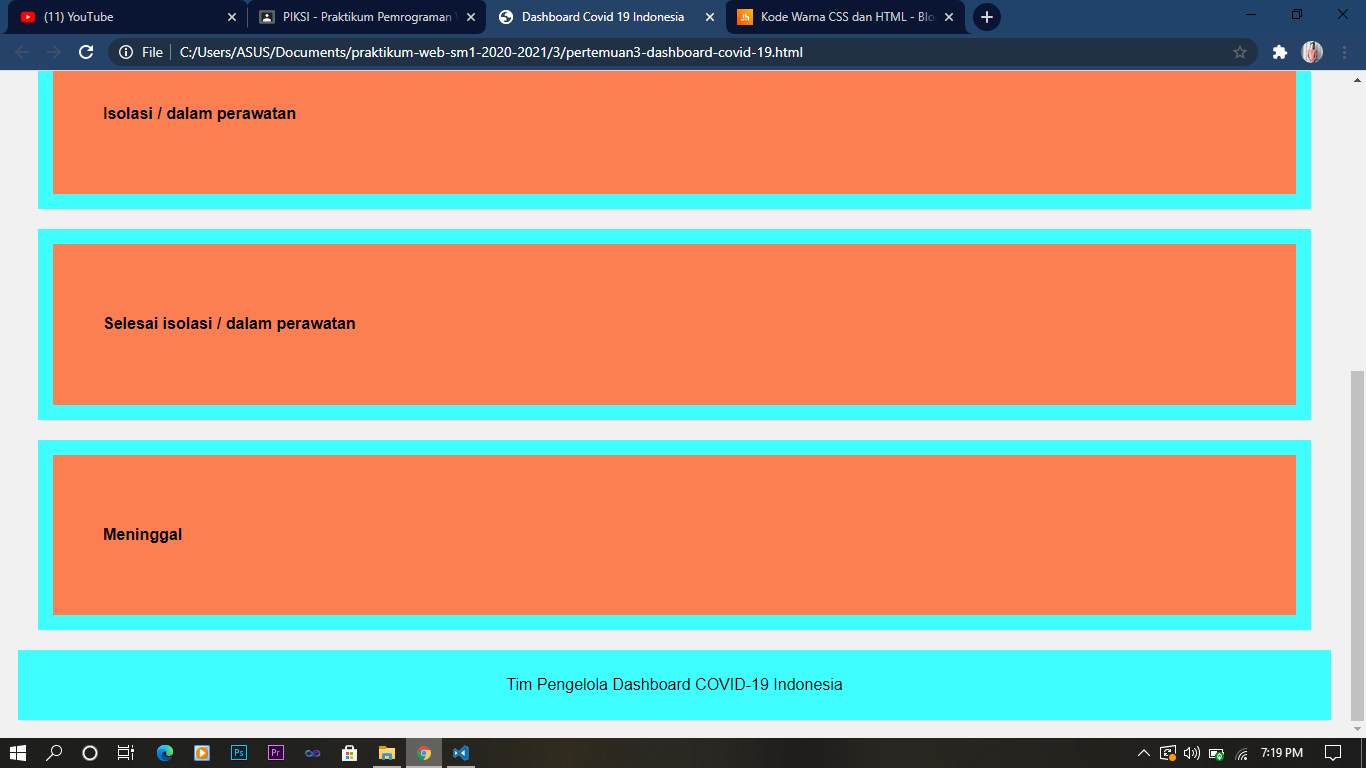 (11) YouTube
PIKSI - Praktikum Pemrograman
Dashboard Covid 19 Indonesia
Kode Warna CSS dan HTML - Blo
File
C:/Users/ASUS/Documents/praktikum-web-sm1-2020-2021/3/pertemuan3-dashboard-covid-19.html
Isolasi / dalam perawatan
Selesai isolasi / dalam perawatan
Meninggal
Tim Pengelola Dashboard COVID-19 Indonesia
Ps
Pr
7:19 PM